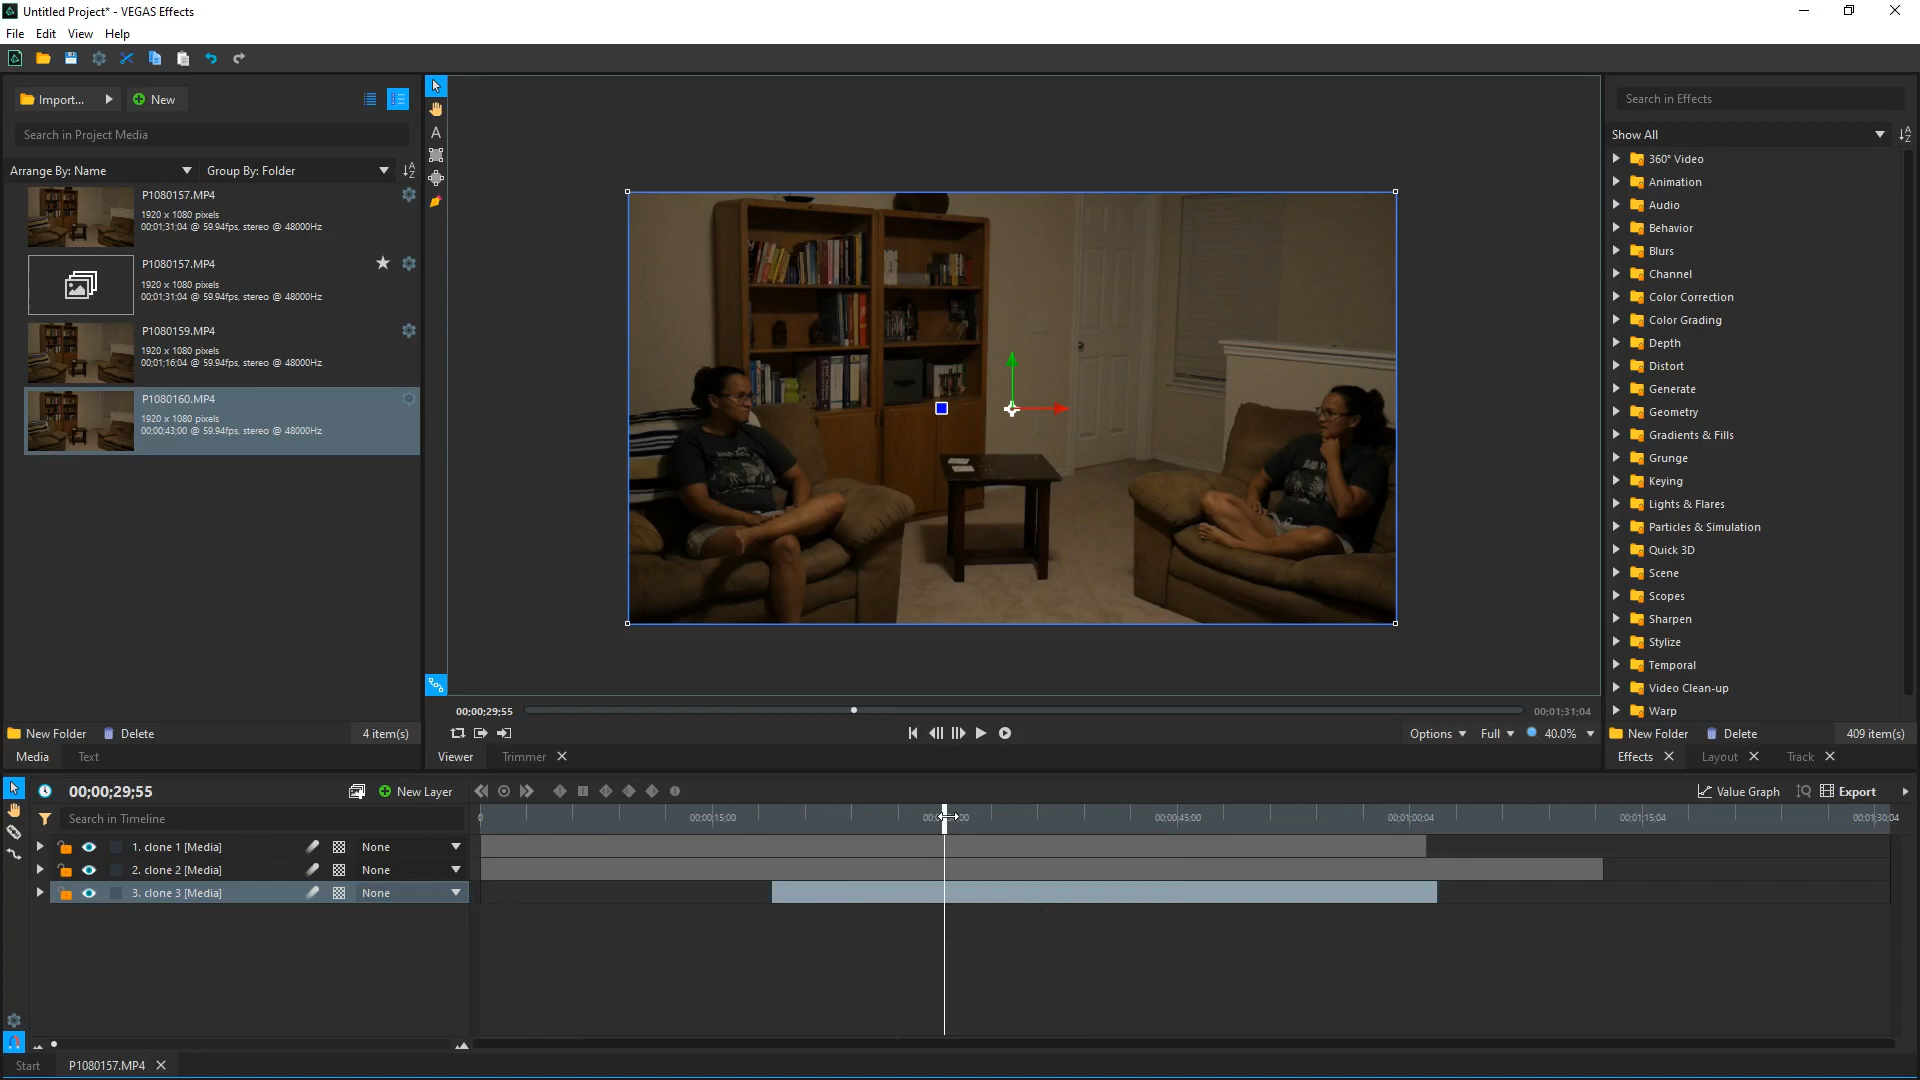 Untitled Project* - VEGAS Effects
File Edit View Help
Import... New
Search in Project Media
Arrange By: Name Group By: Folder
P1080157.MP4
1920 x 1080 pixels
00;01;31;04 @ 59.94fps, stereo @ 48000Hz
P1080157.MP4
1920 x 1080 pixels
00;01;31;04 @ 59.94fps, stereo @ 48000Hz
P1080159.MP4
1920 x 1080 pixels
00;01;16;04 @ 59.94fps, stereo @ 48000Hz
P1080160.MP4
1920 x 1080 pixels
00;00;43;00 @ 59.94fps, stereo @ 48000Hz
New Folder Delete 4 item(s)
Media Text
A
00;00;29;55 00;01;31;04
Options Full 40.0%
Viewer Trimmer
Search in Effects
Show All
360° Video
Animation
Audio
Behavior
Blurs
Channel
Color Correction
Color Grading
Depth
Distort
Generate
Geometry
Gradients & Fills
Grunge
Keying
Lights & Flares
Particles & Simulation
Quick 3D
Scene
Scopes
Sharpen
Stylize
Temporal
Video Clean-up
Warp
New Folder Delete 409 item(s)
Effects Layout Track
00;00;29;55 New Layer Value Graph Export
Search in Timeline
0 00;00;15;00 00;00;45;00 00;01;00;04 00;01;15;04 00;01;30;04
1. clone 1 [Media] None
2. clone 2 [Media] None
3. clone 3 [Media] None
Start P1080157.MP4